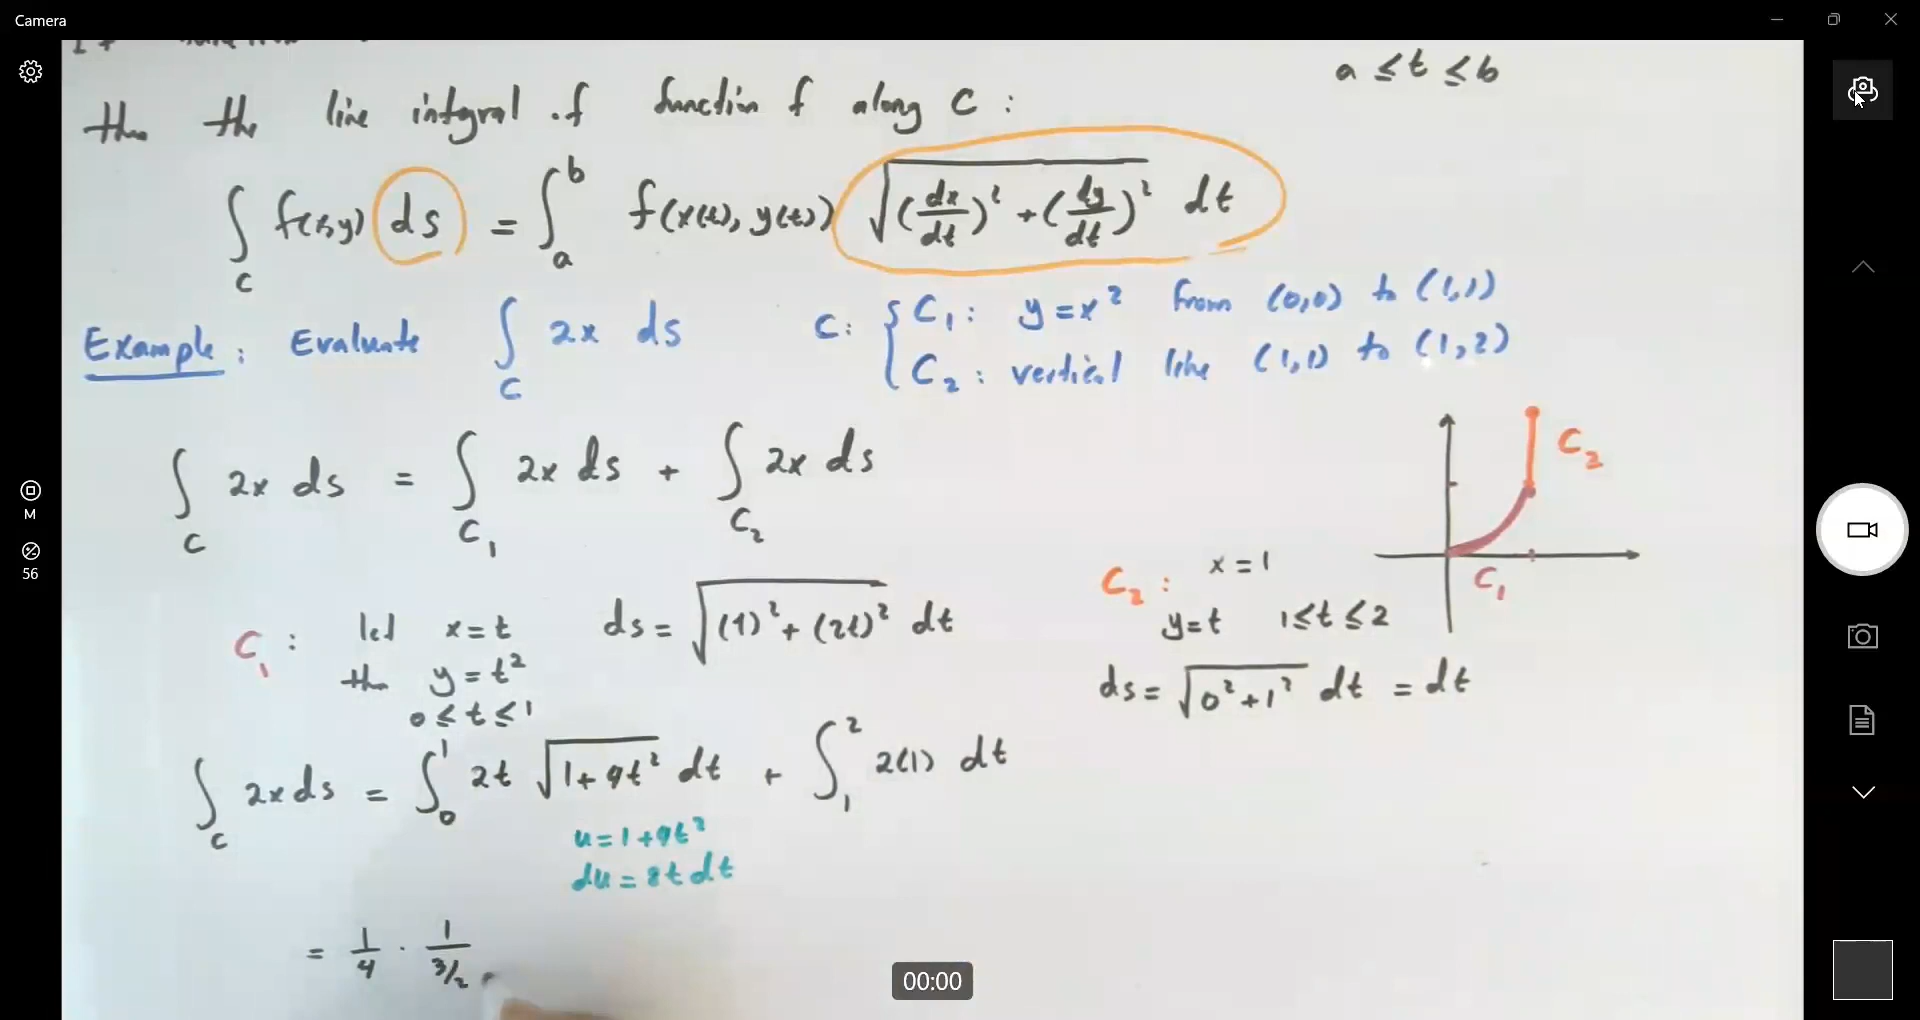 Camera
a ≤ t ≤ b
then the line integral of function f along C :
∫_C f(x,y) ds = ∫_a^b f(x(t), y(t)) √((dx/dt)² + (dy/dt)²) dt
Example : Evaluate ∫_C 2x ds C: { C₁ : y = x² from (0,0) to (1,1)
C₂ : vertical line (1,1) to (1,2)
∫_C 2x ds = ∫_C₁ 2x ds + ∫_C₂ 2x ds
C₂
C₁
C₁ : let x = t ds = √((1)² + (2t)²) dt
then y = t²
0 ≤ t ≤ 1
C₂ : x = 1
y = t 1 ≤ t ≤ 2
ds = √(0² + 1²) dt = dt
∫_C 2x ds = ∫_0^1 2t √(1 + 4t²) dt + ∫_1^2 2(1) dt
u = 1 + 4t²
du = 8t dt
= 1/4 · 1/(3/2)
M
56
00:00